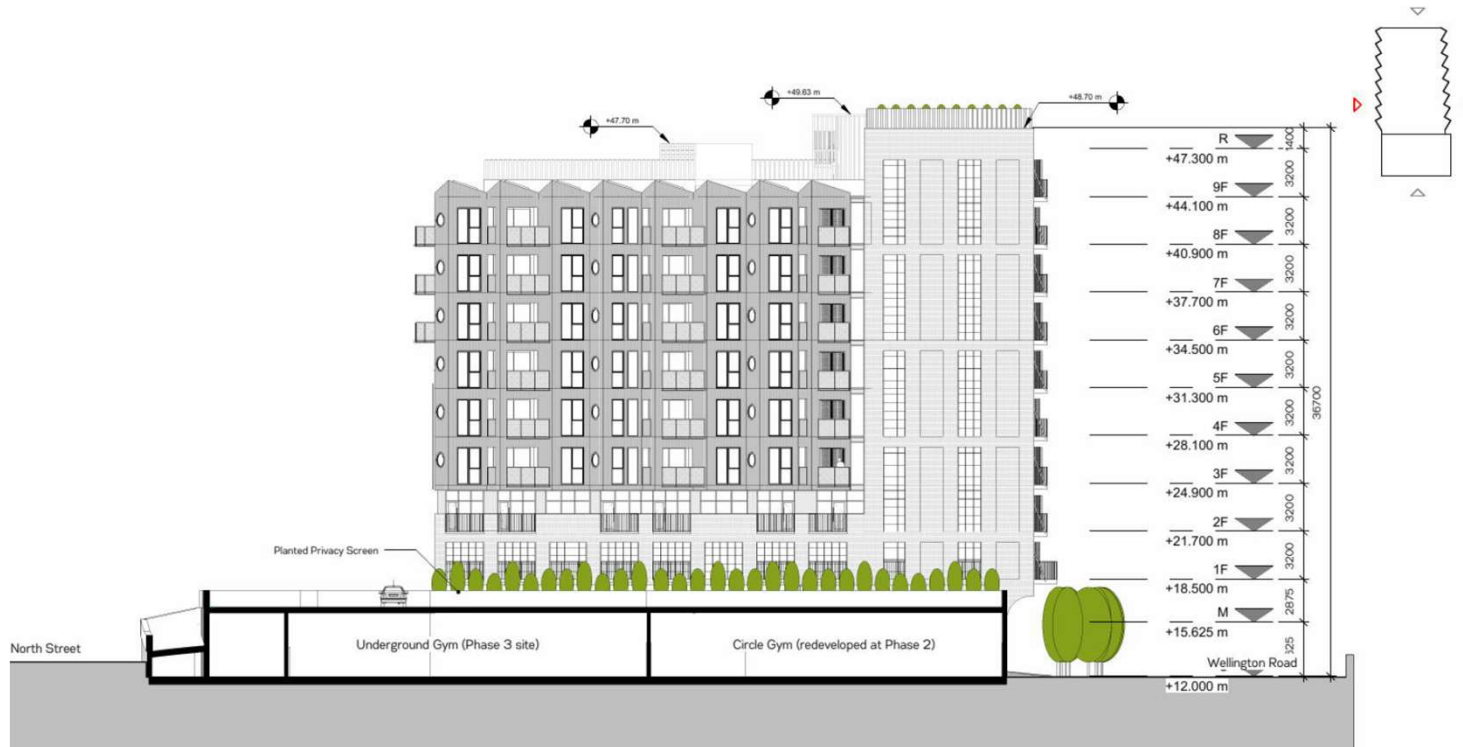 +49.63 m
+48.70 m
+47.70 m
R
+47.300 m
3200
9F
+44.100 m
3200
8F
+40.900 m
3200
7F
+37.700 m
3200
6F
+34.500 m
3200
5F
+31.300 m
36700
3200
4F
+28.100 m
3200
3F
+24.900 m
3200
2F
+21.700 m
3200
1F
+18.500 m
2875
M
+15.625 m
Planted Privacy Screen
North Street
Underground Gym (Phase 3 site)
Circle Gym (redeveloped at Phase 2)
Wellington Road
+12.000 m